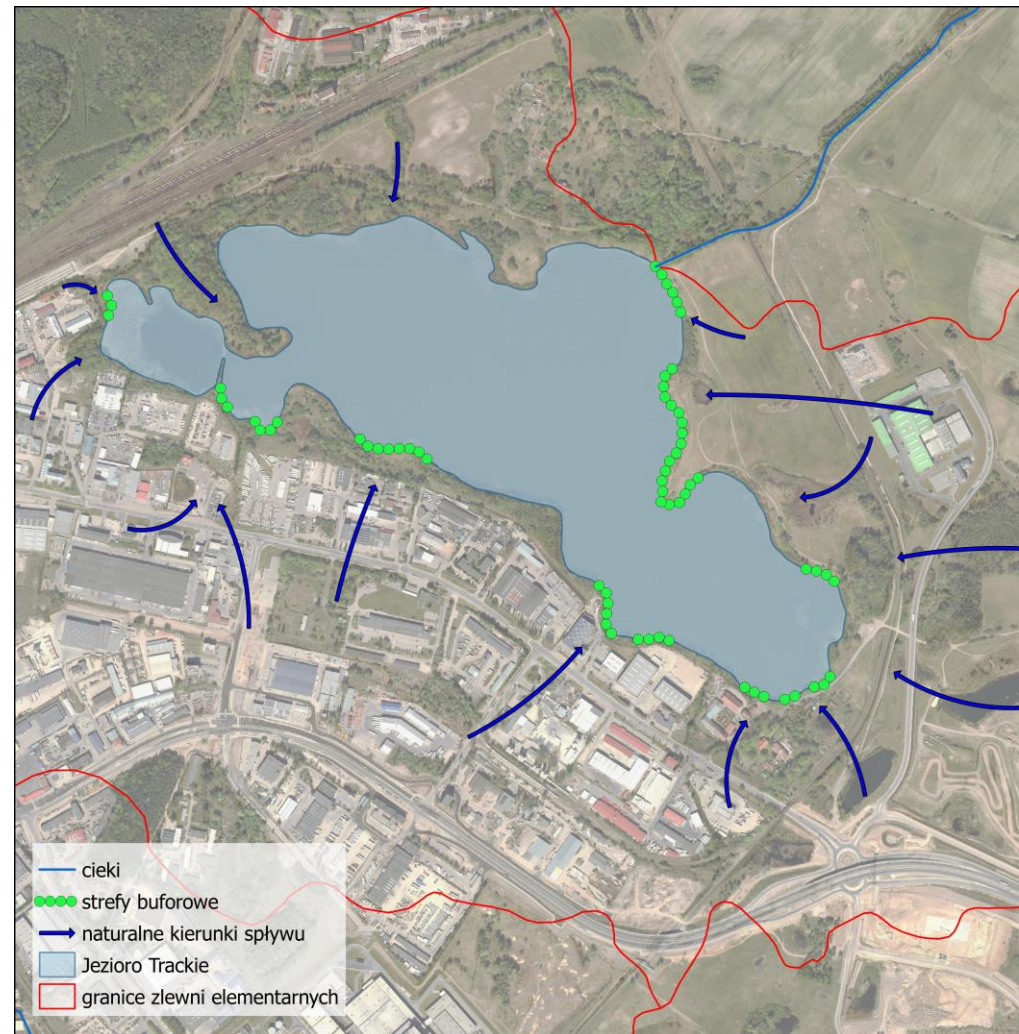 cieki
strefy buforowe
naturalne kierunki spływu
Jezioro Trackie
granice zlewni elementarnych